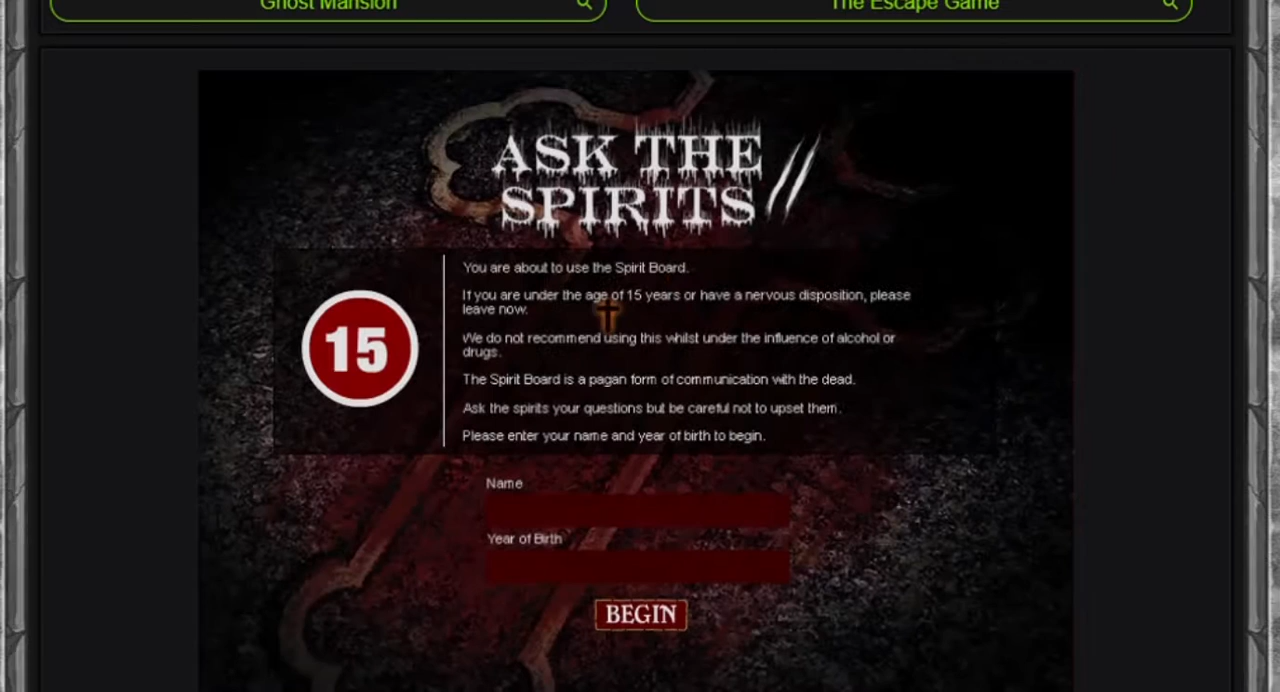 Ghost Mansion
The Escape Game
ASK THE
SPIRITS //
You are about to use the Spirit Board.
If you are under the age of 15 years or have a nervous disposition, please
leave now.
We do not recommend using this whilst under the influence of alcohol or
drugs.
15
The Spirit Board is a pagan form of communication with the dead.
Ask the spirits your questions but be careful not to upset them.
Please enter your name and year of birth to begin.
Name
Year of Birth
BEGIN